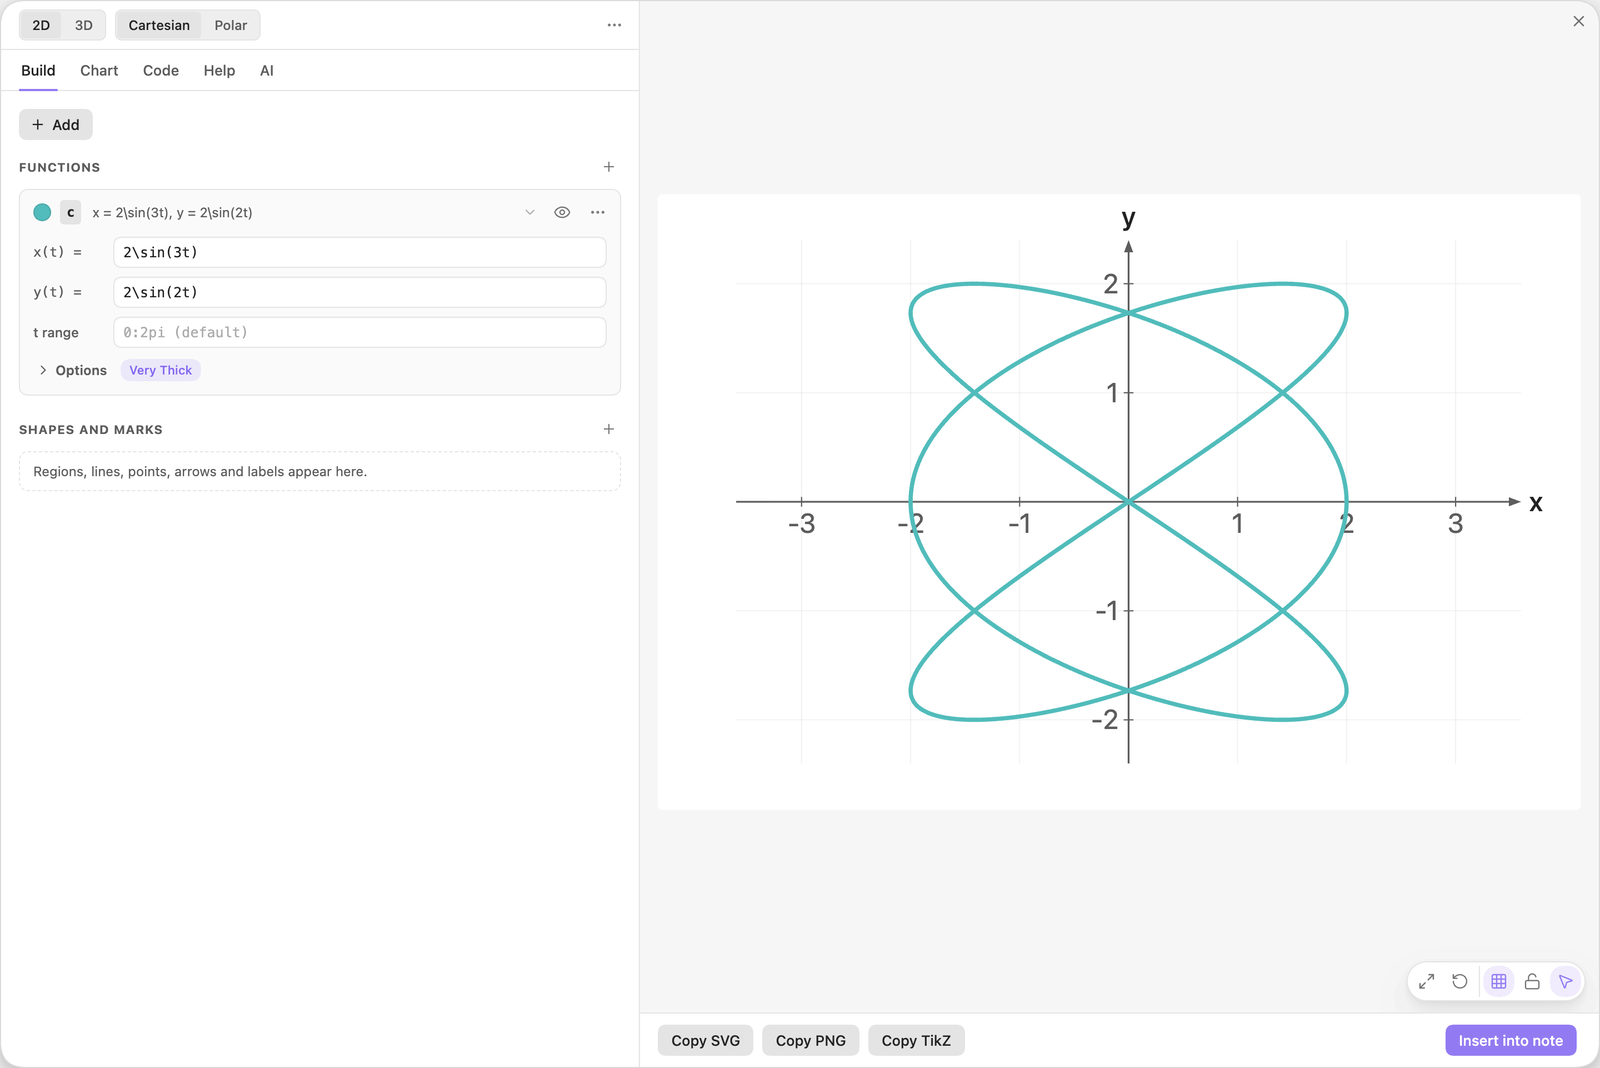 2D 3D Cartesian Polar
Build Chart Code Help AI
+ Add
FUNCTIONS
c x = 2\sin(3t), y = 2\sin(2t)
x(t) = 2\sin(3t)
y(t) = 2\sin(2t)
t range 0:2pi (default)
Options Very Thick
SHAPES AND MARKS
Regions, lines, points, arrows and labels appear here.
y
2
1
x
-3 -2 -1 1 2 3
-1
-2
Copy SVG Copy PNG Copy TikZ Insert into note